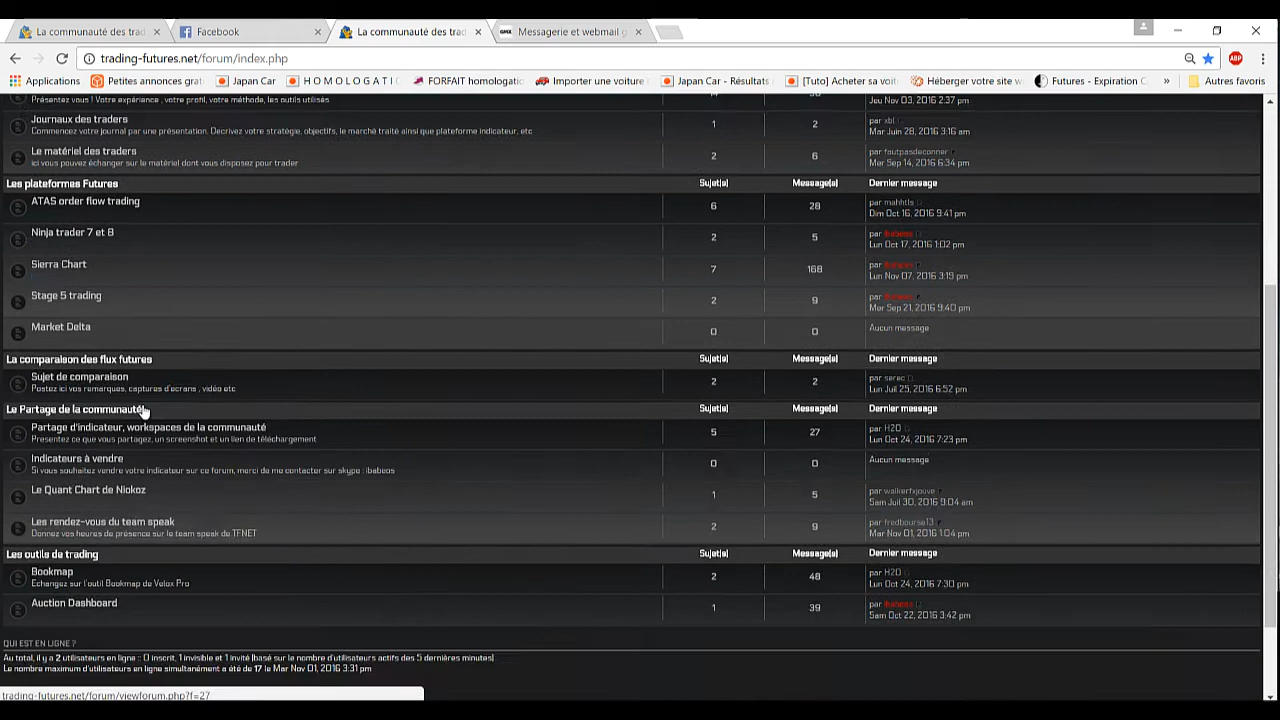 La communauté des trad
Facebook
La communauté des trad
GMX Messagerie et webmail g
trading-futures.net/forum/index.php
ABP
Applications
Petites annonces grat
Japan Car
H O M O L O G A T I
FORFAIT homologatio
Importer une voiture
Japan Car - Résultats
[Tuto] Acheter sa voit
Héberger votre site w
Futures - Expiration C
»
Autres favoris
Présentez vous ! Votre expérience , votre profil, votre méthode, les outils utilisés
Jeu Nov 03, 2016 2:37 pm
Journaux des traders
Commencez votre journal par une présentation. Decrivez votre stratégie, objectifs, le marché traité ainsi que plateforme indicateur, etc
1
2
par xbl
Mar Juin 28, 2016 3:16 am
Le matériel des traders
ici vous pouvez échanger sur le matériel dont vous disposez pour trader
2
6
par fautpasdeconner
Mer Sep 14, 2016 6:34 pm
Les plateformes Futures
Sujet(s)
Message(s)
Dernier message
ATAS order flow trading
6
28
par mahhtls
Dim Oct 16, 2016 9:41 pm
Ninja trader 7 et 8
2
5
par ibabeos
Lun Oct 17, 2016 1:02 pm
Sierra Chart
7
168
par ibabeos
Lun Nov 07, 2016 3:19 pm
Stage 5 trading
2
9
par ibabeos
Mer Sep 21, 2016 9:40 pm
Market Delta
0
0
Aucun message
La comparaison des flux futures
Sujet(s)
Message(s)
Dernier message
Sujet de comparaison
Postez ici vos remarques, captures d'ecrans , vidéo etc
2
2
par serec
Lun Juil 25, 2016 6:52 pm
Le Partage de la communauté
Sujet(s)
Message(s)
Dernier message
Partage d'indicateur, workspaces de la communauté
Presentez ce que vous partagez, un screenshot et un lien de téléchargement
5
27
par H2O
Lun Oct 24, 2016 7:23 pm
Indicateurs à vendre
Si vous souhaitez vendre votre indicateur sur ce forum, merci de me contacter sur skype : ibabeos
0
0
Aucun message
Le Quant Chart de Niokoz
1
5
par walkerfxjouve
Sam Juil 30, 2016 9:04 am
Les rendez-vous du team speak
Donnez vos heures de présence sur le team speak de TFNET
2
9
par fredbourse13
Mar Nov 01, 2016 1:04 pm
Les outils de trading
Sujet(s)
Message(s)
Dernier message
Bookmap
Echangez sur l'outil Bookmap de Velox Pro
2
48
par H2O
Lun Oct 24, 2016 7:30 pm
Auction Dashboard
1
39
par ibabeos
Sam Oct 22, 2016 3:42 pm
QUI EST EN LIGNE ?
Au total, il y a 2 utilisateurs en ligne :: 0 inscrit, 1 invisible et 1 invité (basé sur le nombre d'utilisateurs actifs des 5 dernières minutes)
Le nombre maximum d'utilisateurs en ligne simultanément a été de 17 le Mar Nov 01, 2016 3:31 pm
trading-futures.net/forum/viewforum.php?f=27